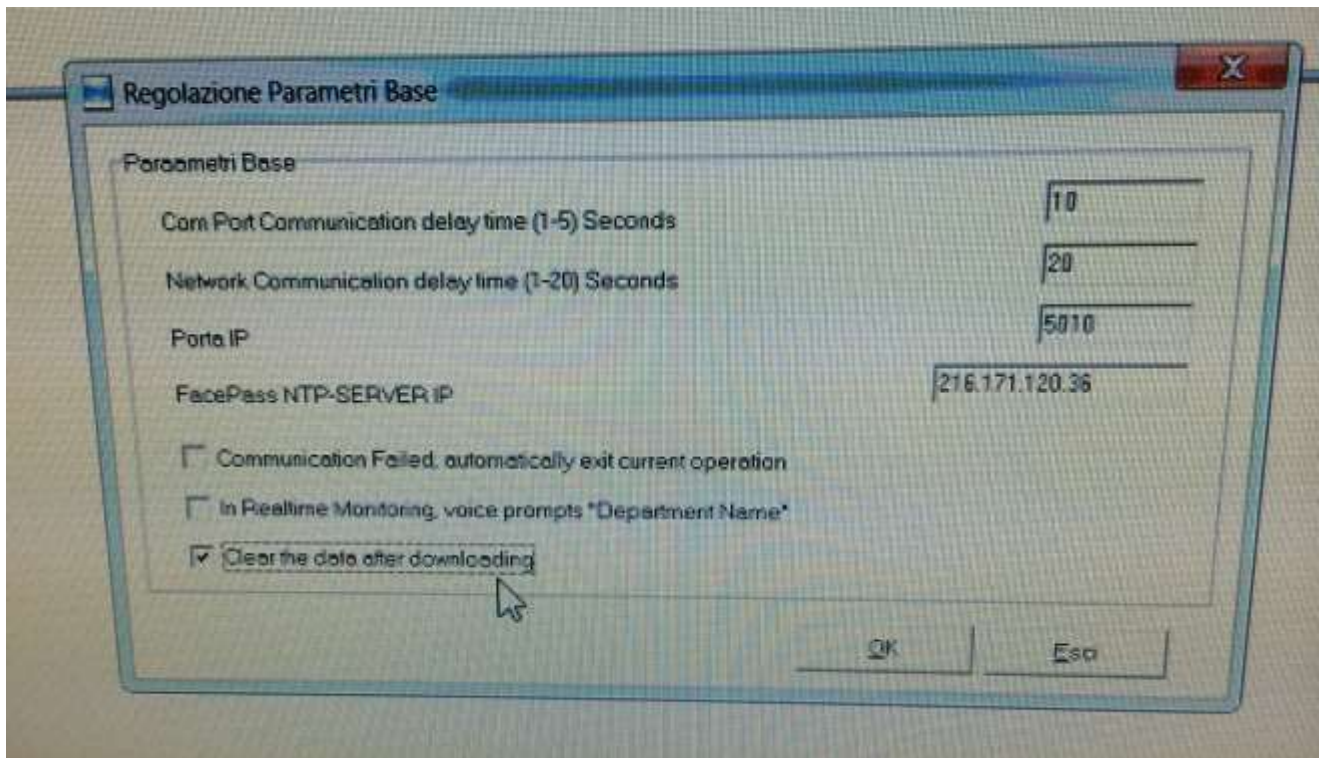 Regolazione Parametri Base
Paraametri Base
Com Port Communication delay time (1-5) Seconds
10
Network Communication delay time (1-20) Seconds
20
Porta IP
5010
FacePass NTP-SERVER IP
216.171.120.36
Communication Failed, automatically exit current operation
In Realtime Monitoring, voice prompts "Department Name"
Clear the data after downloading
OK
Esci